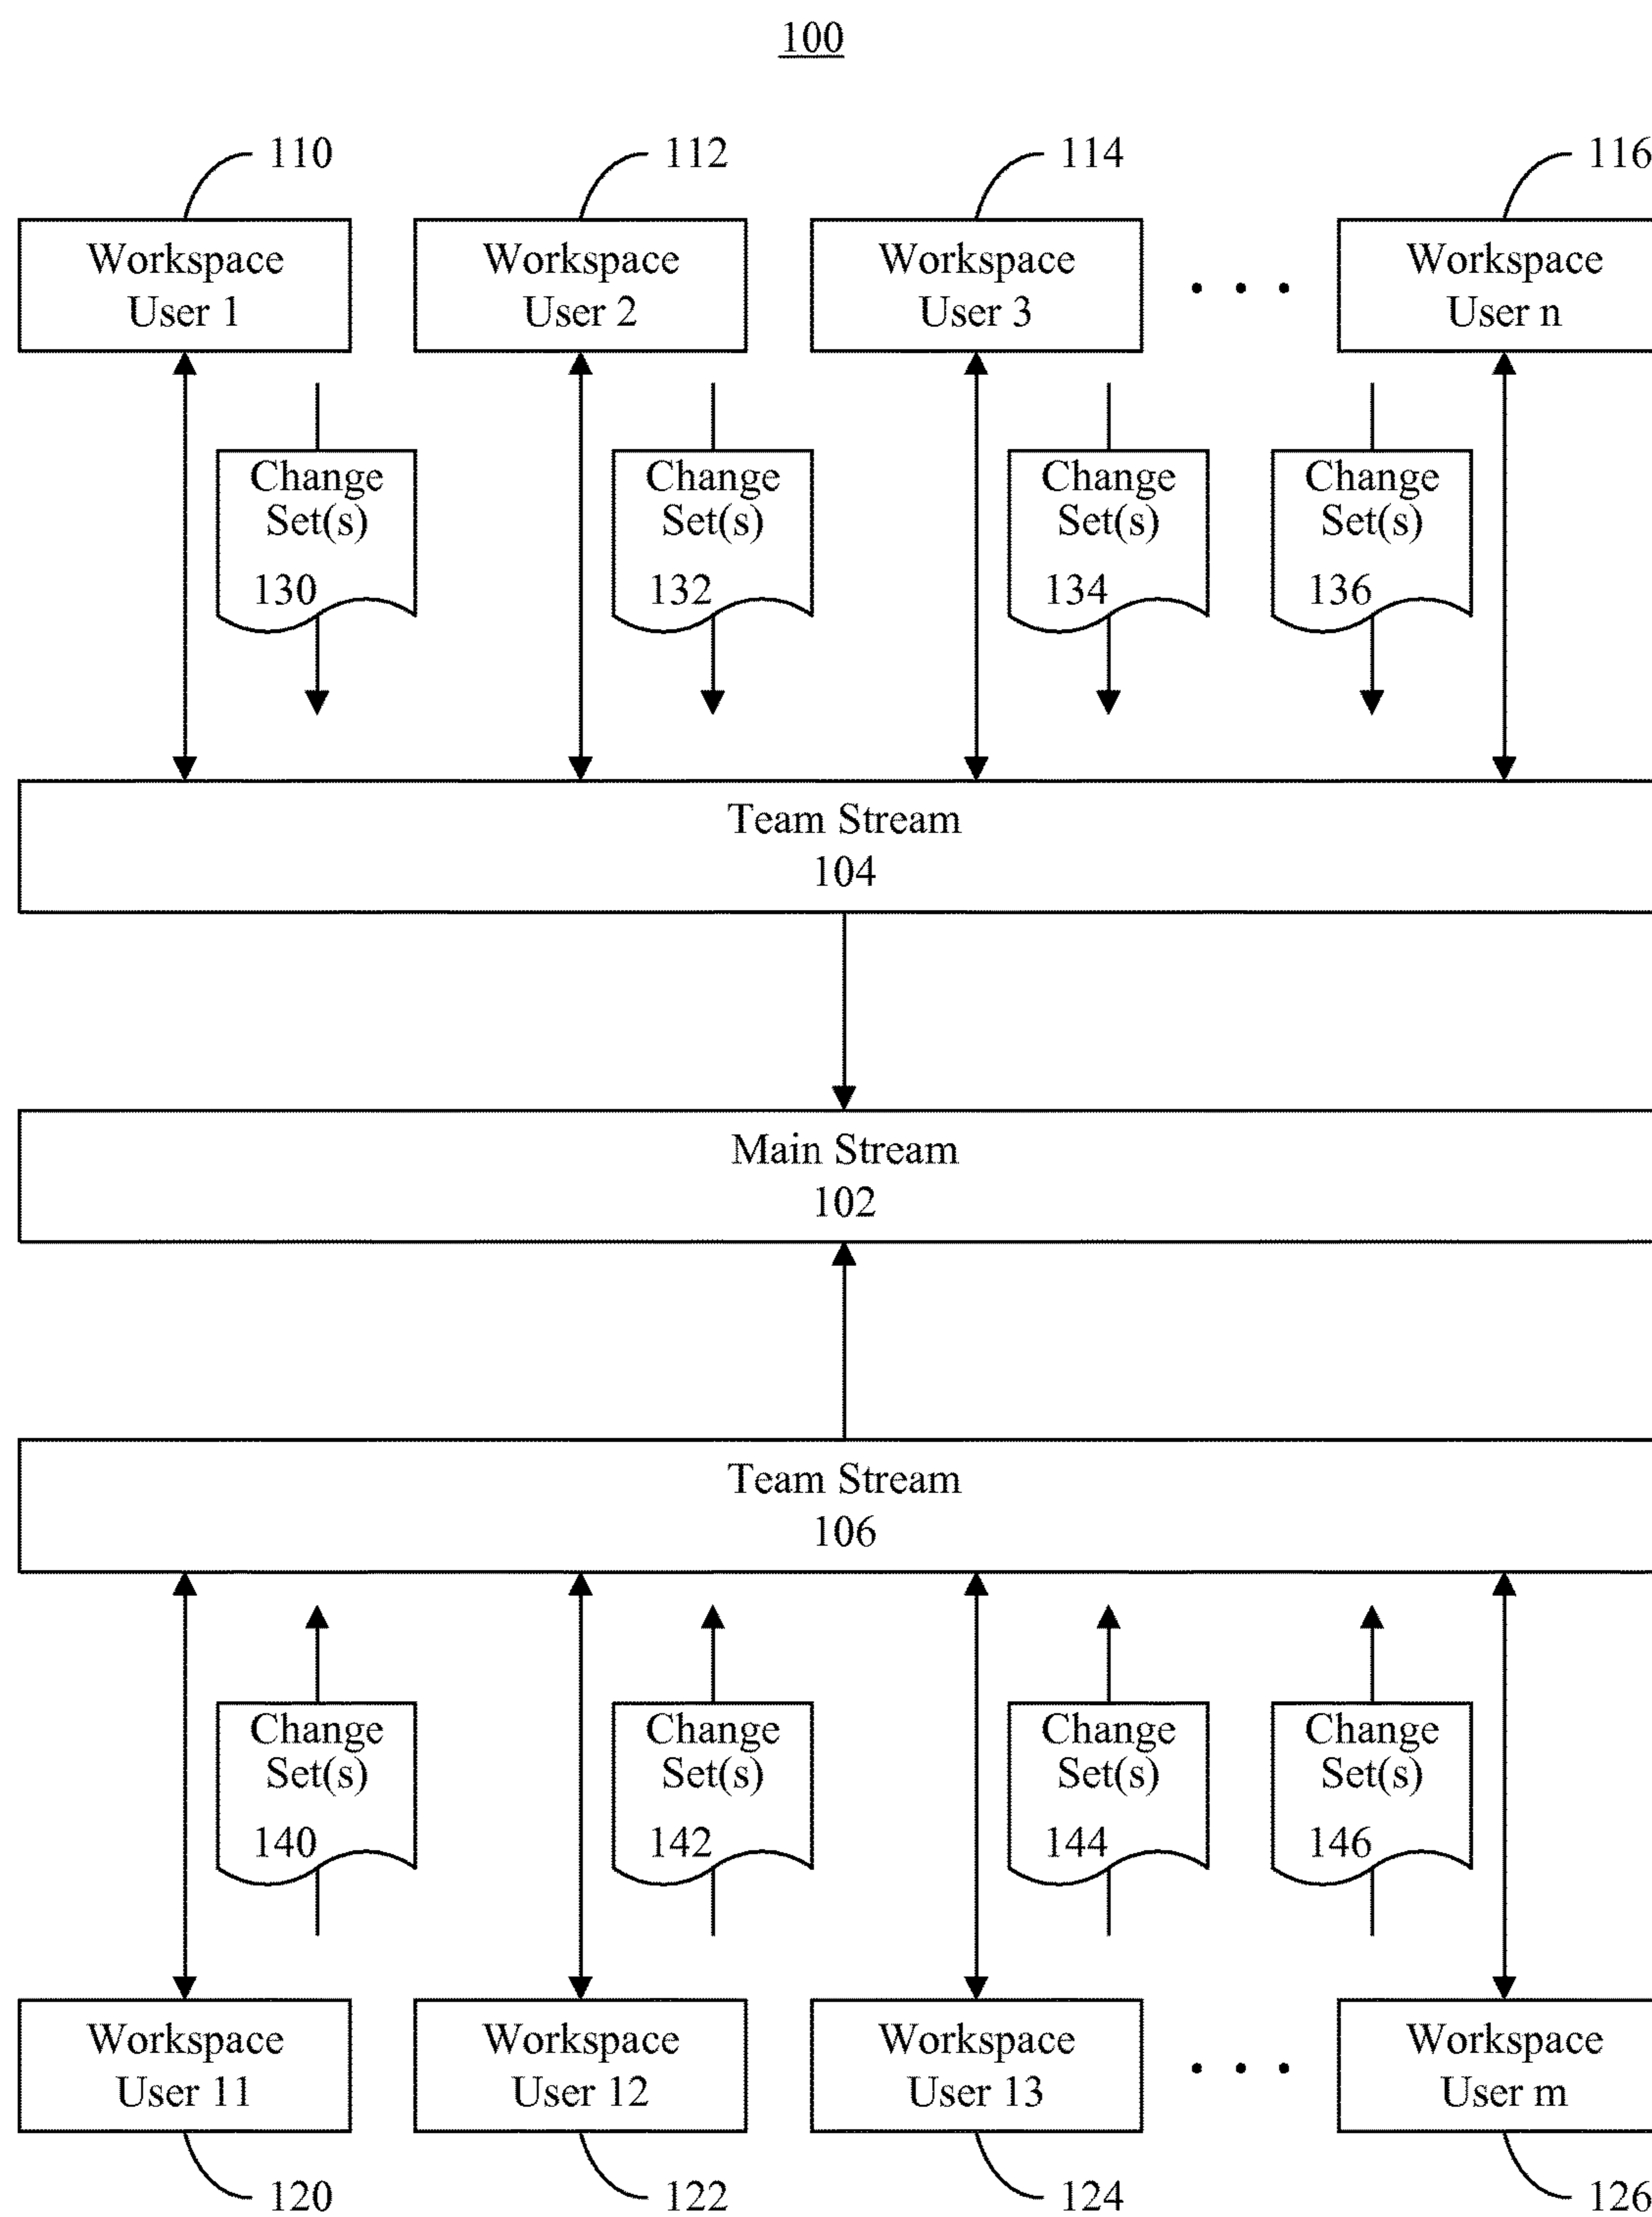 100
110
112
114
116
Workspace
User 1
Workspace
User 2
Workspace
User 3
. . .
Workspace
User n
Change
Set(s)
130
Change
Set(s)
132
Change
Set(s)
134
Change
Set(s)
136
Team Stream
104
Main Stream
102
Team Stream
106
Change
Set(s)
140
Change
Set(s)
142
Change
Set(s)
144
Change
Set(s)
146
Workspace
User 11
Workspace
User 12
Workspace
User 13
. . .
Workspace
User m
120
122
124
126